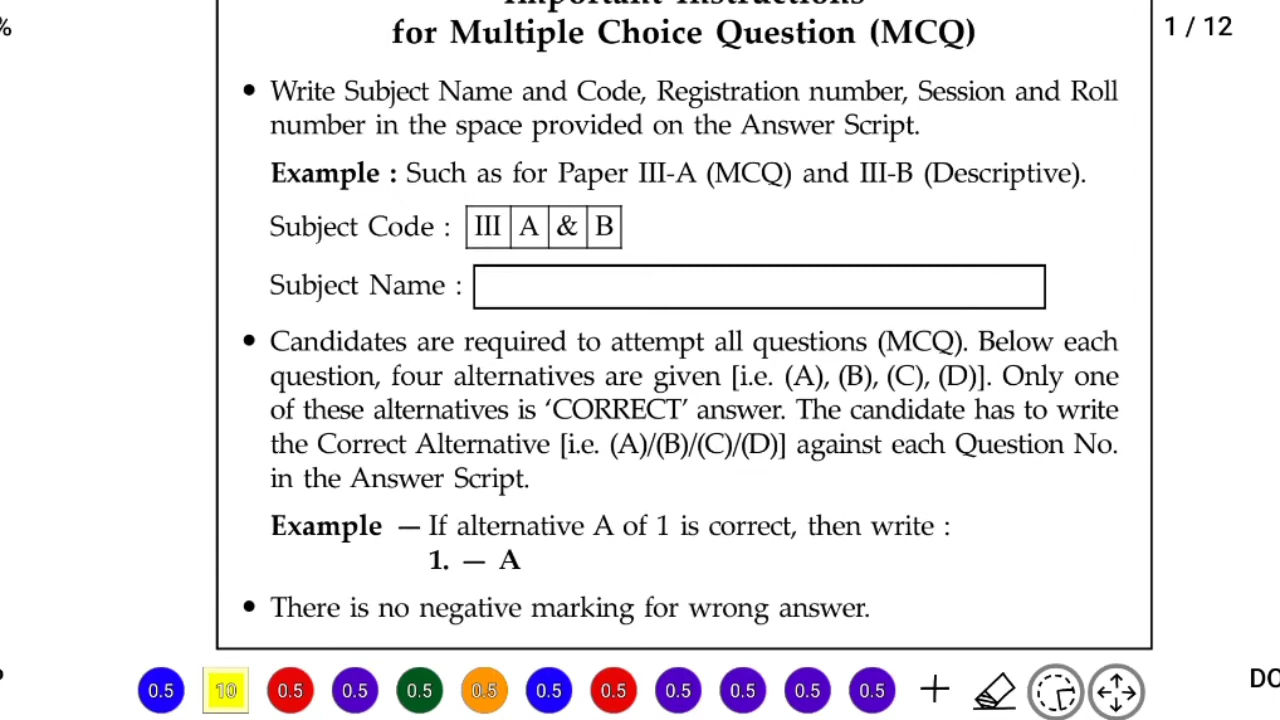 Important Instructions
for Multiple Choice Question (MCQ)
%
1 / 12
• Write Subject Name and Code, Registration number, Session and Roll
number in the space provided on the Answer Script.
Example : Such as for Paper III-A (MCQ) and III-B (Descriptive).
Subject Code : III A & B
Subject Name :
• Candidates are required to attempt all questions (MCQ). Below each
question, four alternatives are given [i.e. (A), (B), (C), (D)]. Only one
of these alternatives is ‘CORRECT’ answer. The candidate has to write
the Correct Alternative [i.e. (A)/(B)/(C)/(D)] against each Question No.
in the Answer Script.
Example — If alternative A of 1 is correct, then write :
1. — A
• There is no negative marking for wrong answer.
0.5 10 0.5 0.5 0.5 0.5 0.5 0.5 0.5 0.5 0.5 0.5